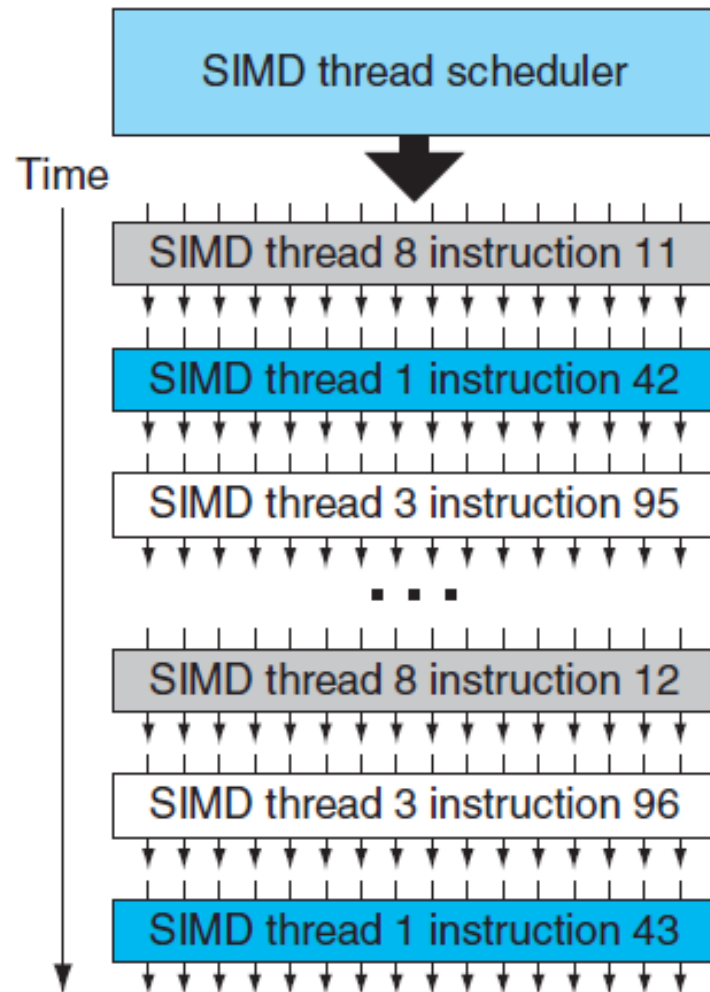 SIMD thread scheduler
Time
SIMD thread 8 instruction 11
SIMD thread 1 instruction 42
SIMD thread 3 instruction 95
. . .
SIMD thread 8 instruction 12
SIMD thread 3 instruction 96
SIMD thread 1 instruction 43